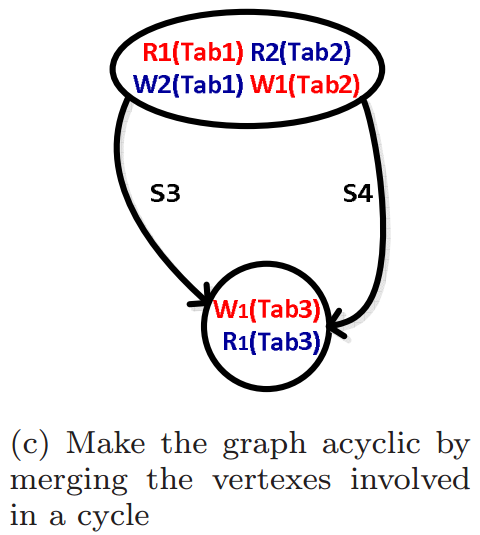 R1(Tab1) R2(Tab2)
W2(Tab1) W1(Tab2)
S3
S4
W1(Tab3)
R1(Tab3)
(c) Make the graph acyclic by
merging the vertexes involved
in a cycle